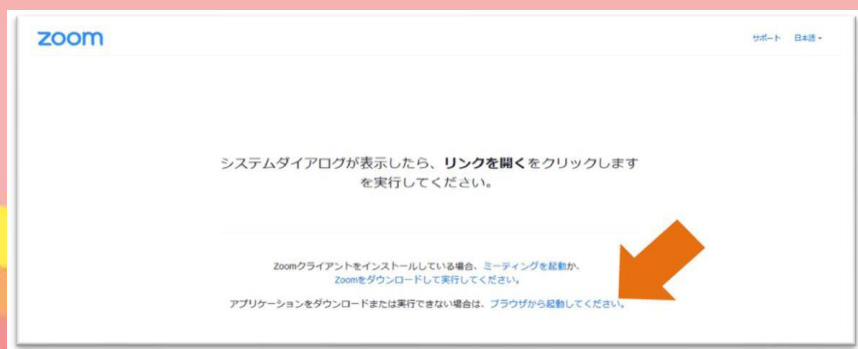 zoom
サポート 日本語
システムダイアログが表示したら、リンクを開くをクリックします
を実行してください。
Zoomクライアントをインストールしている場合、ミーティングを起動か、
Zoomをダウンロードして実行してください。
アプリケーションをダウンロードまたは実行できない場合は、ブラウザから起動してください。